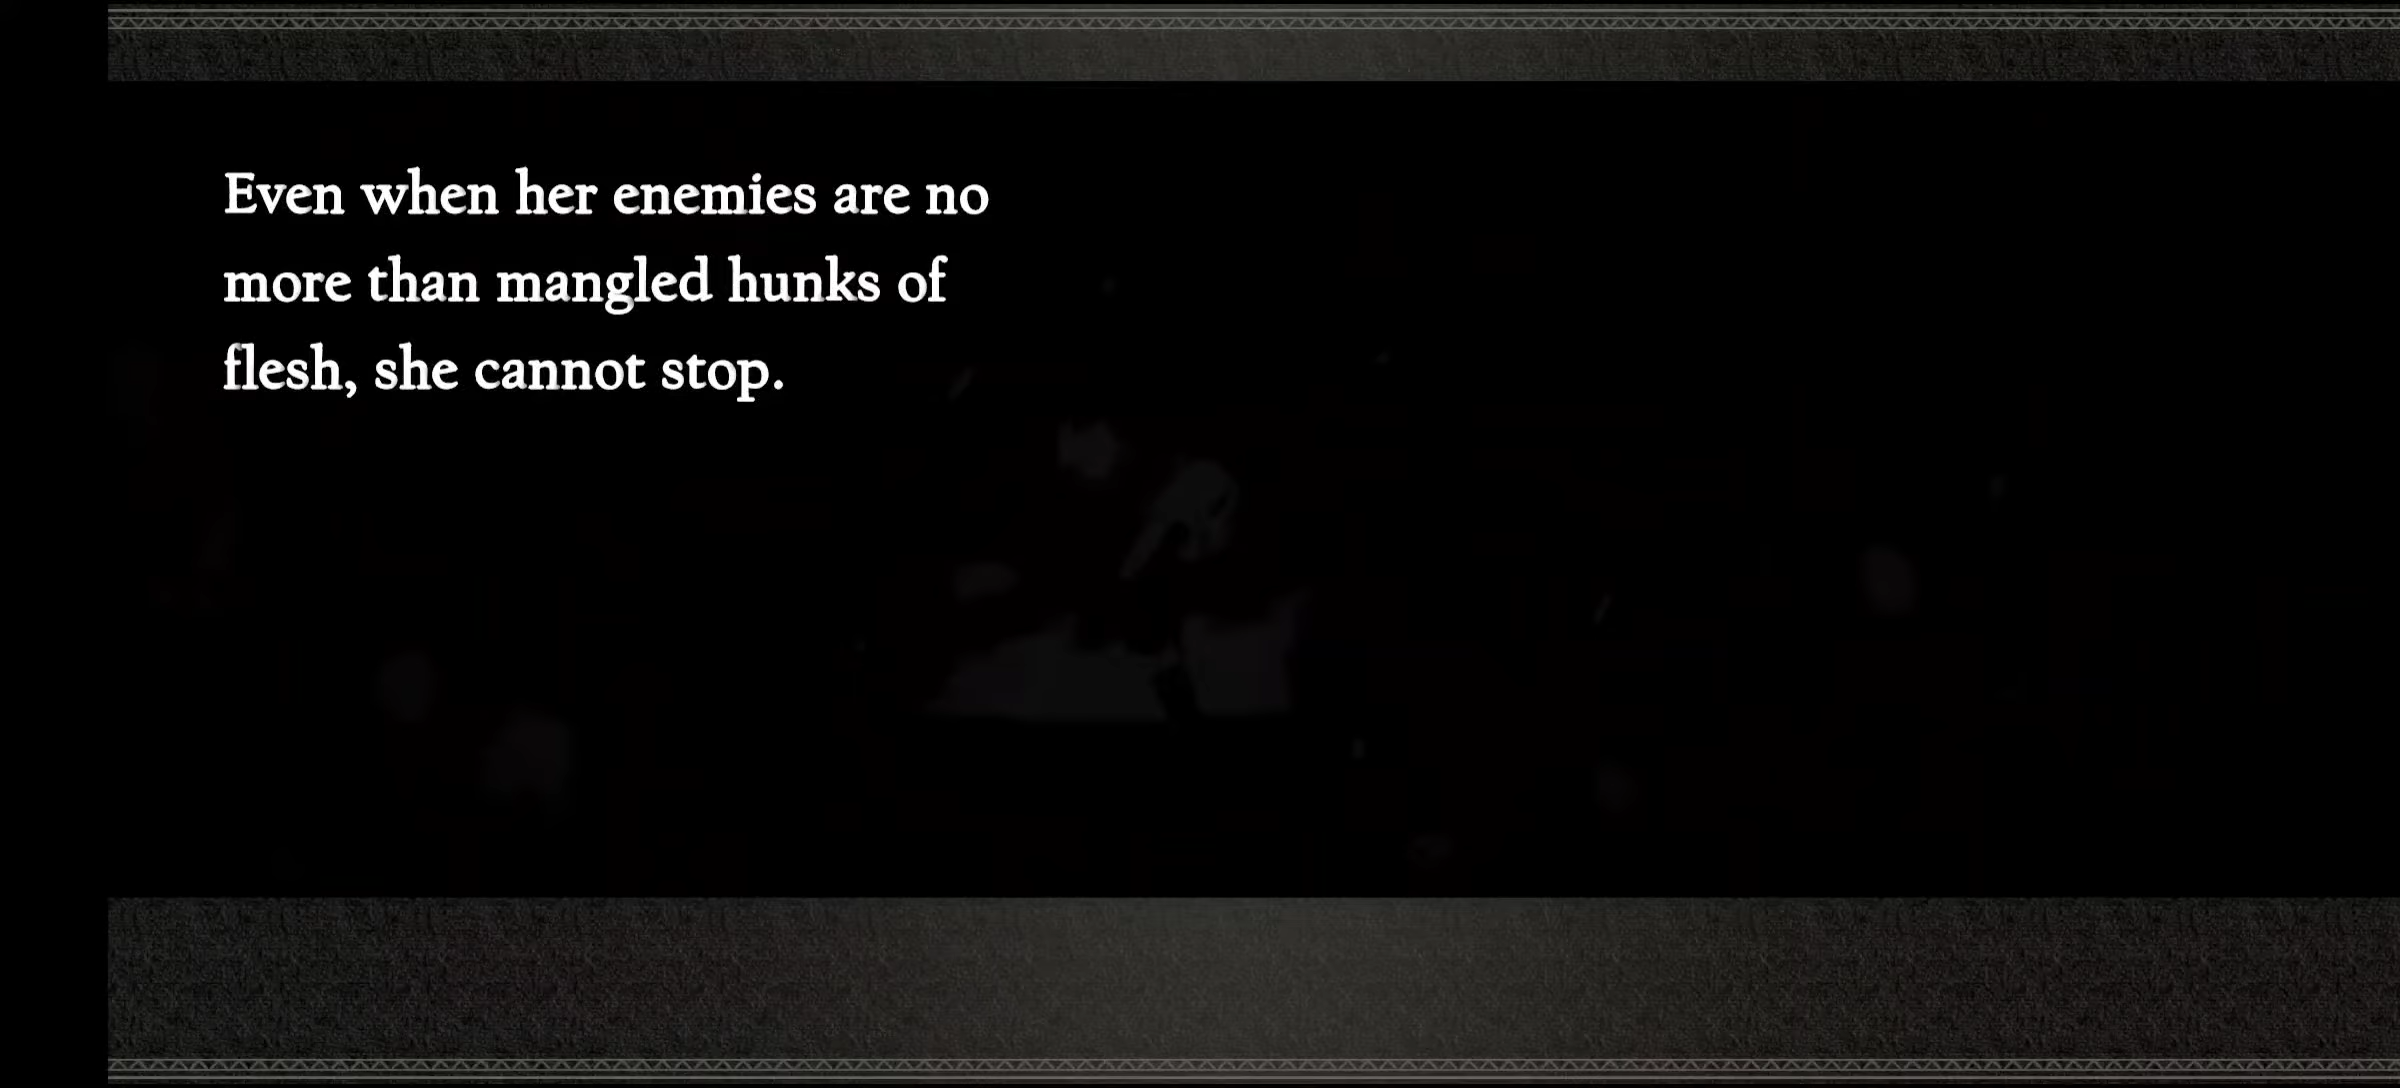 Even when her enemies are no
more than mangled hunks of
flesh, she cannot stop.